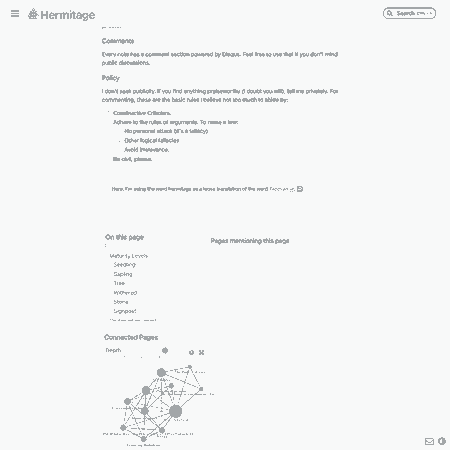 Hermitage
Search
Comments
Every note has a comment section powered by Disqus. Feel free to use that if you don't mind
public discussions.
Policy
I don't seek publicity. If you find anything praiseworthy (I doubt you will), tell me privately. For
commenting, these are the basic rules I believe not too much to abide by:
Constructive Criticism.
Adhere to the rules of arguments. To name a few:
No personal attack (it's a fallacy)
Other logical fallacies
Avoid irrelevance.
Be civil, please.
Here, I'm using the word hermitage as a loose translation of the word
On this page
Pages mentioning this page
Maturity Levels
Seedling
Sapling
Tree
Withered
Stone
Signpost
Connected Pages
Depth